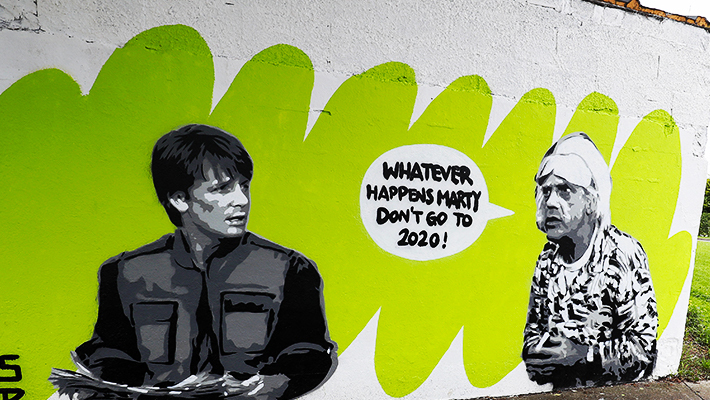 WHATEVER
HAPPENS MARTY
DON'T GO TO
2020!